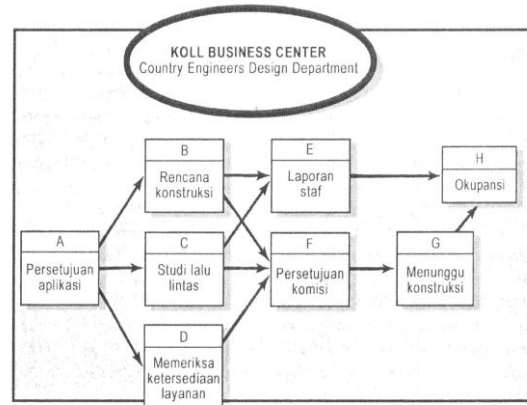 KOLL BUSINESS CENTER
Country Engineers Design Department
B
Rencana
konstruksi
E
Laporan
staf
H
Okupansi
A
Persetujuan
aplikasi
C
Studi lalu
lintas
F
Persetujuan
komisi
G
Menunggu
konstruksi
D
Memeriksa
ketersediaan
layanan